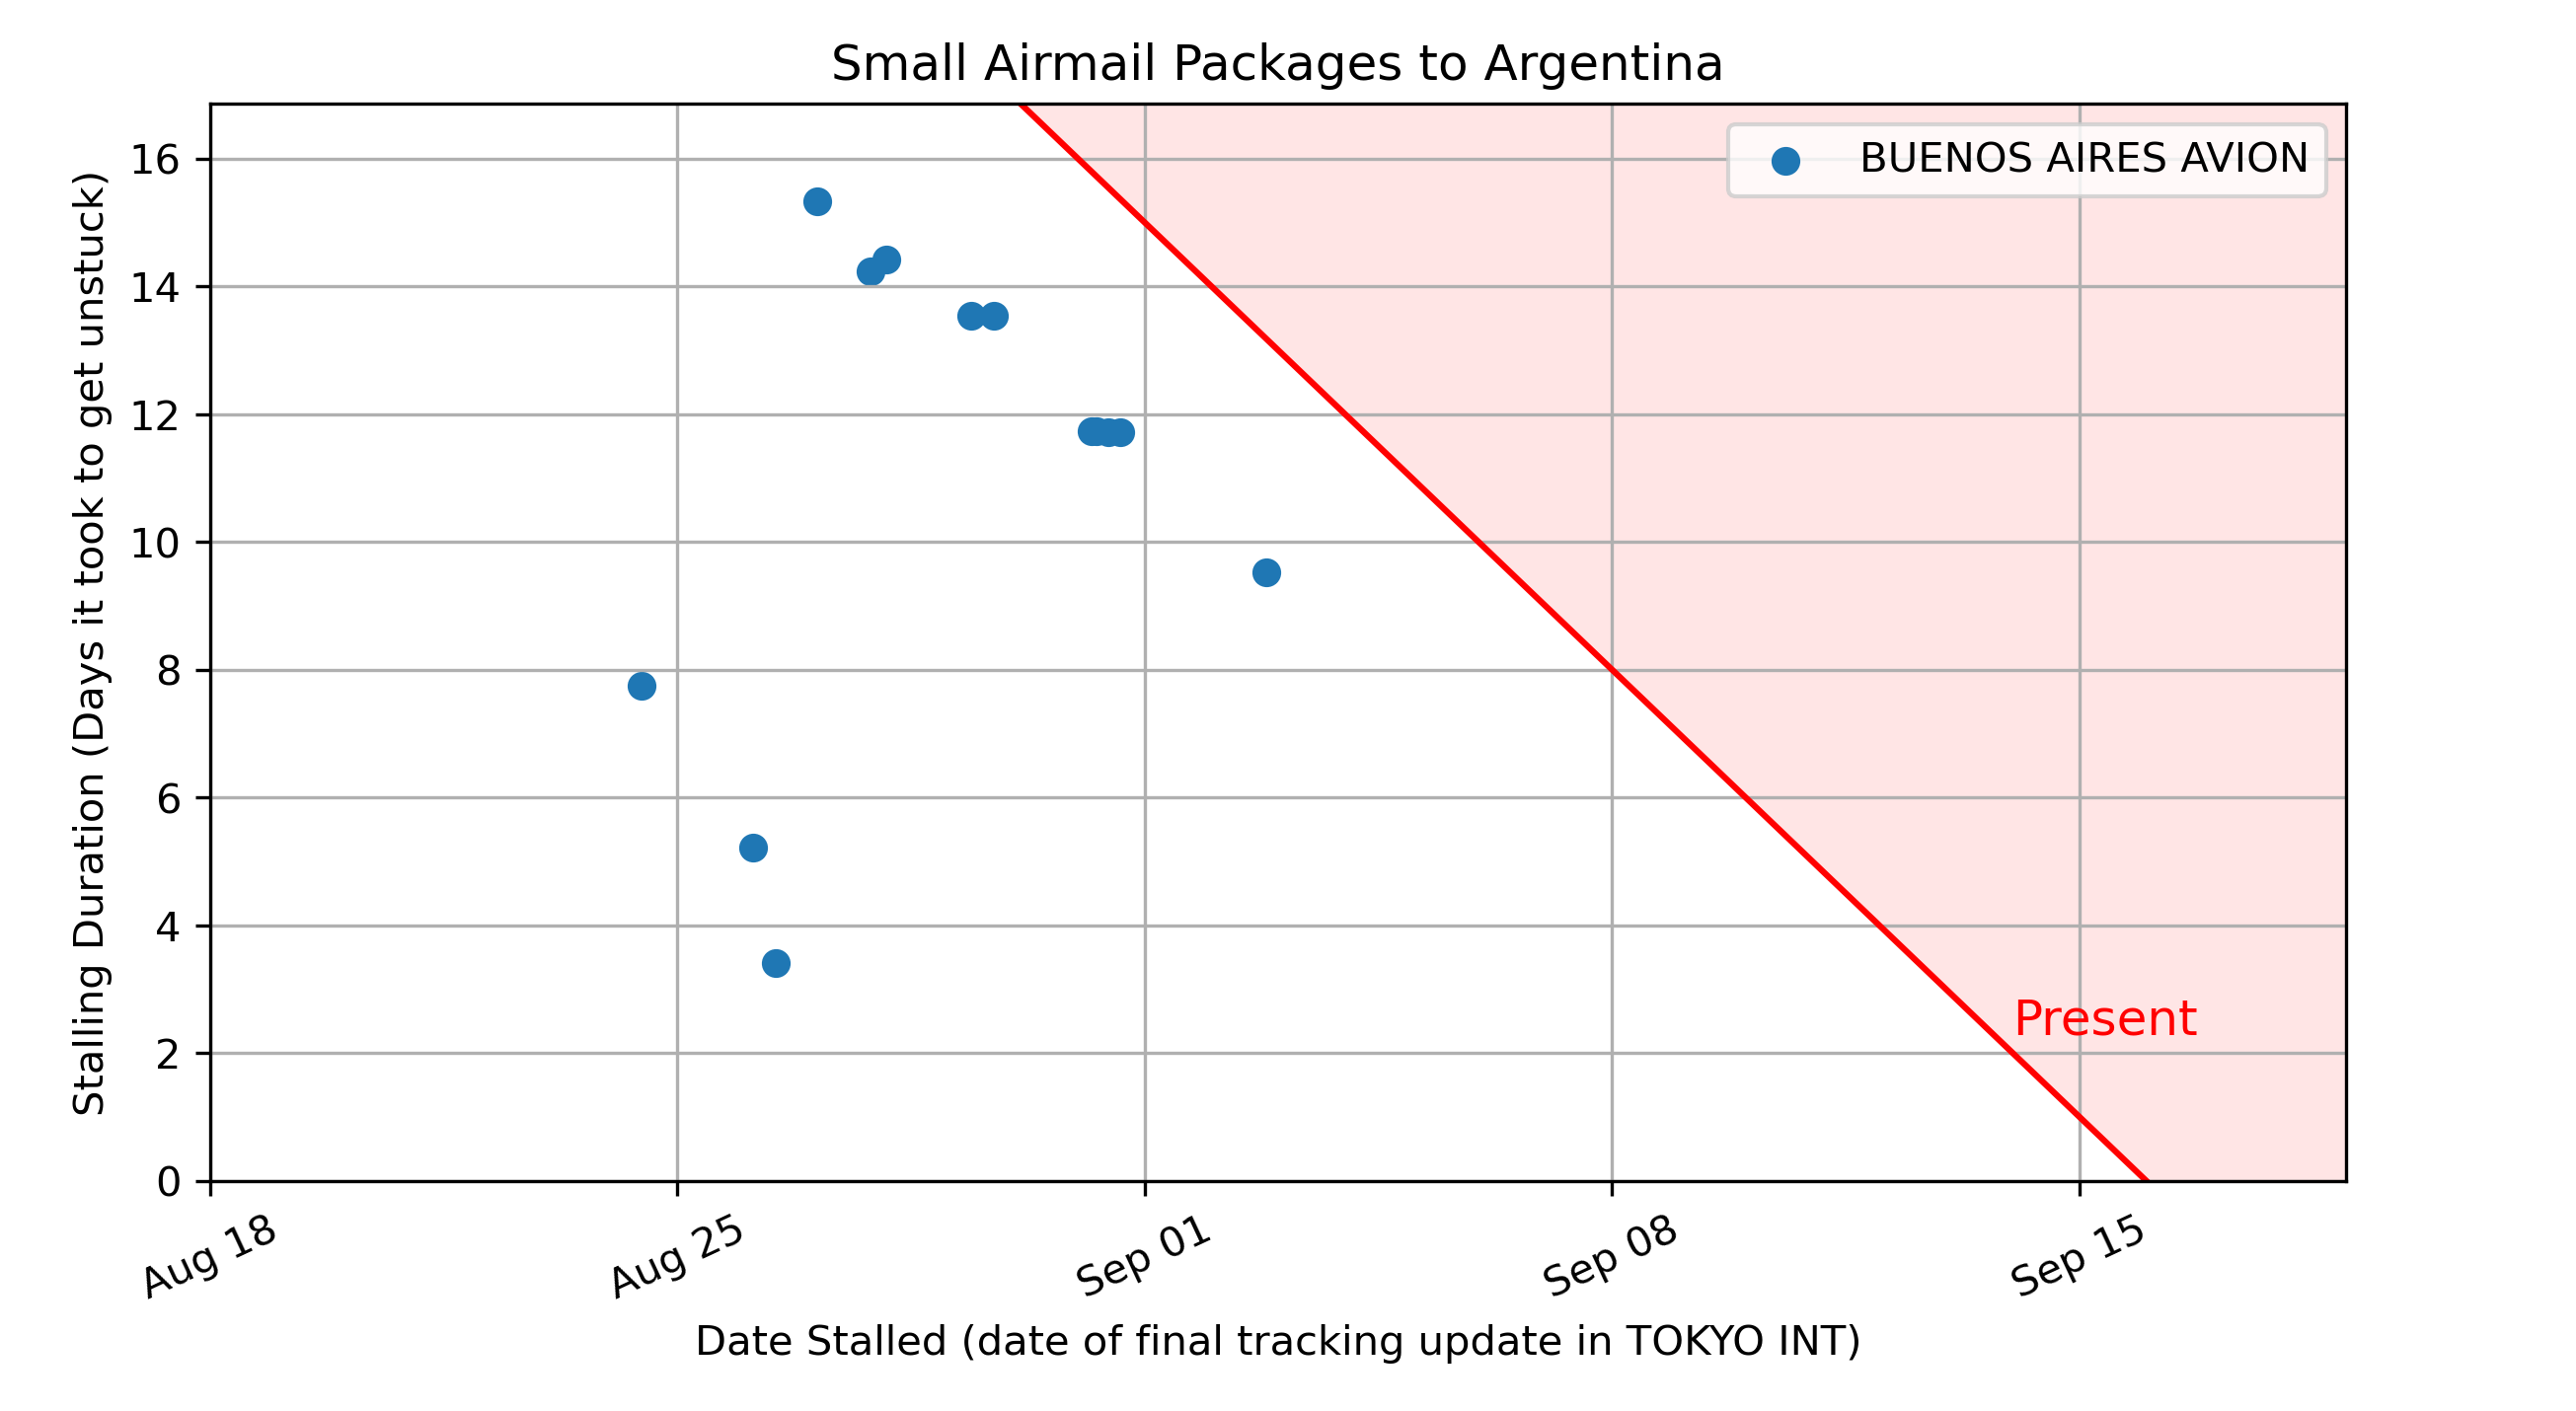 Small Airmail Packages to Argentina
BUENOS AIRES AVION
Stalling Duration (Days it took to get unstuck)
16
14
12
10
8
6
4
2
0
Present
Aug 18
Aug 25
Sep 01
Sep 08
Sep 15
Date Stalled (date of final tracking update in TOKYO INT)